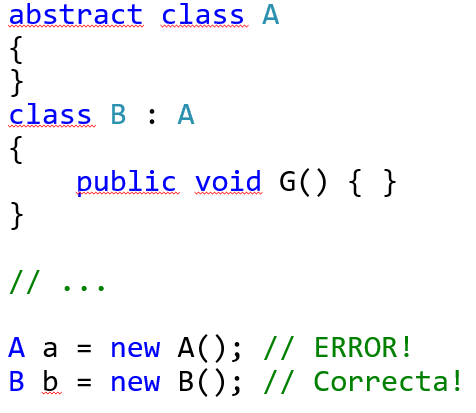 abstract class A
{
}
class B : A
{
    public void G() { }
}
// ...
A a = new A(); // ERROR!
B b = new B(); // Correcta!